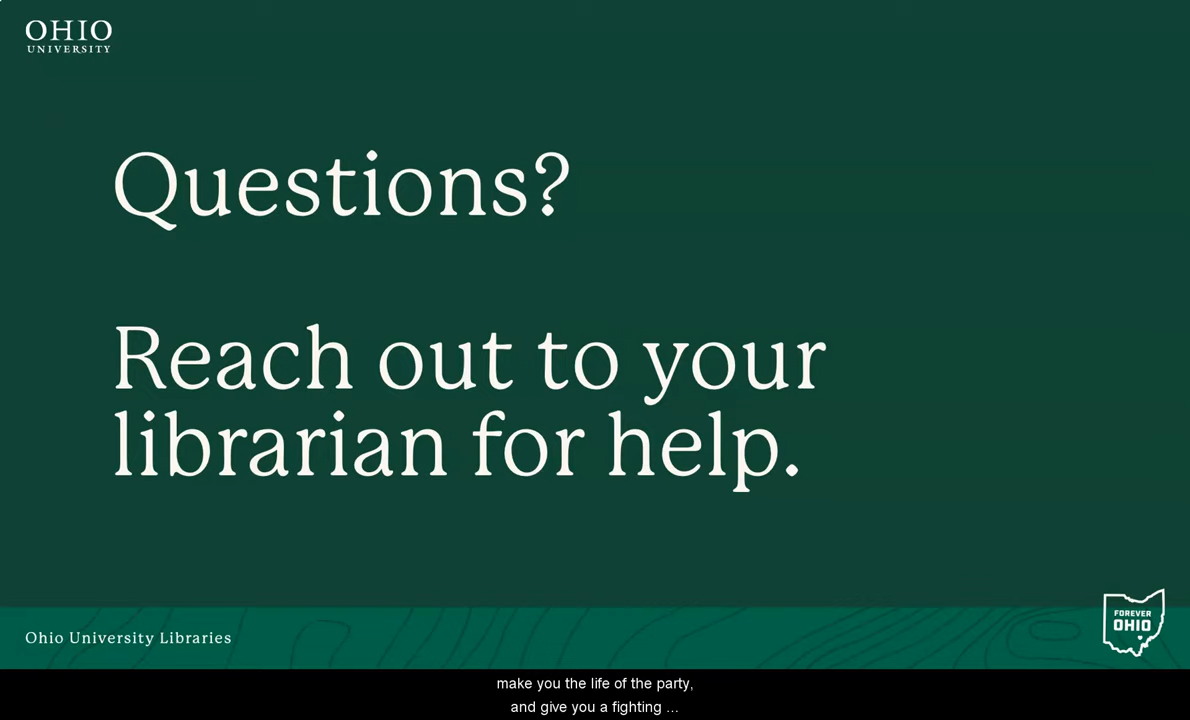 OHIO
UNIVERSITY
Questions?
Reach out to your
librarian for help.
Ohio University Libraries
FOREVER
OHIO
make you the life of the party,
and give you a fighting ...